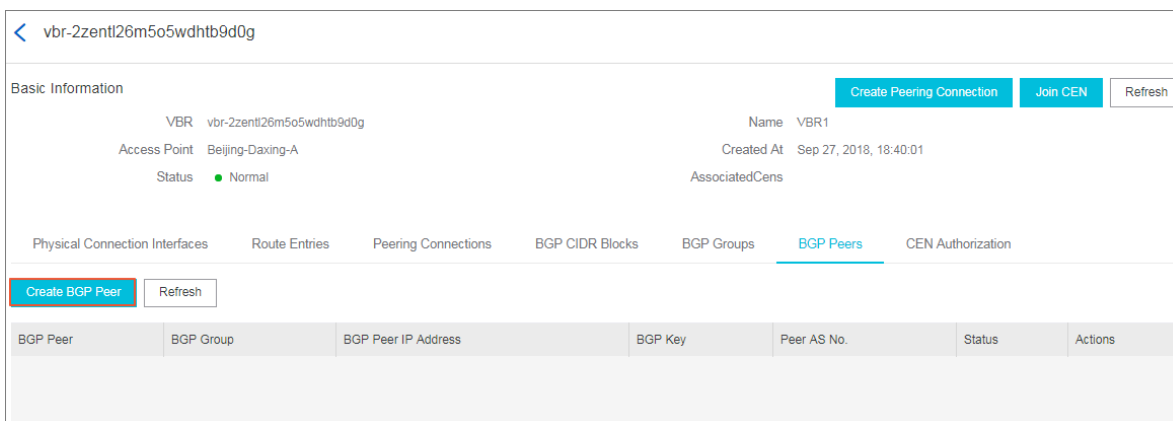 vbr-2zentl26m5o5wdhtb9d0g
Basic Information
Create Peering Connection
Join CEN
Refresh
VBR vbr-2zentl26m5o5wdhtb9d0g
Name VBR1
Access Point Beijing-Daxing-A
Created At Sep 27, 2018, 18:40:01
Status Normal
AssociatedCens
Physical Connection Interfaces Route Entries Peering Connections BGP CIDR Blocks BGP Groups BGP Peers CEN Authorization
Create BGP Peer Refresh
BGP Peer BGP Group BGP Peer IP Address BGP Key Peer AS No. Status Actions